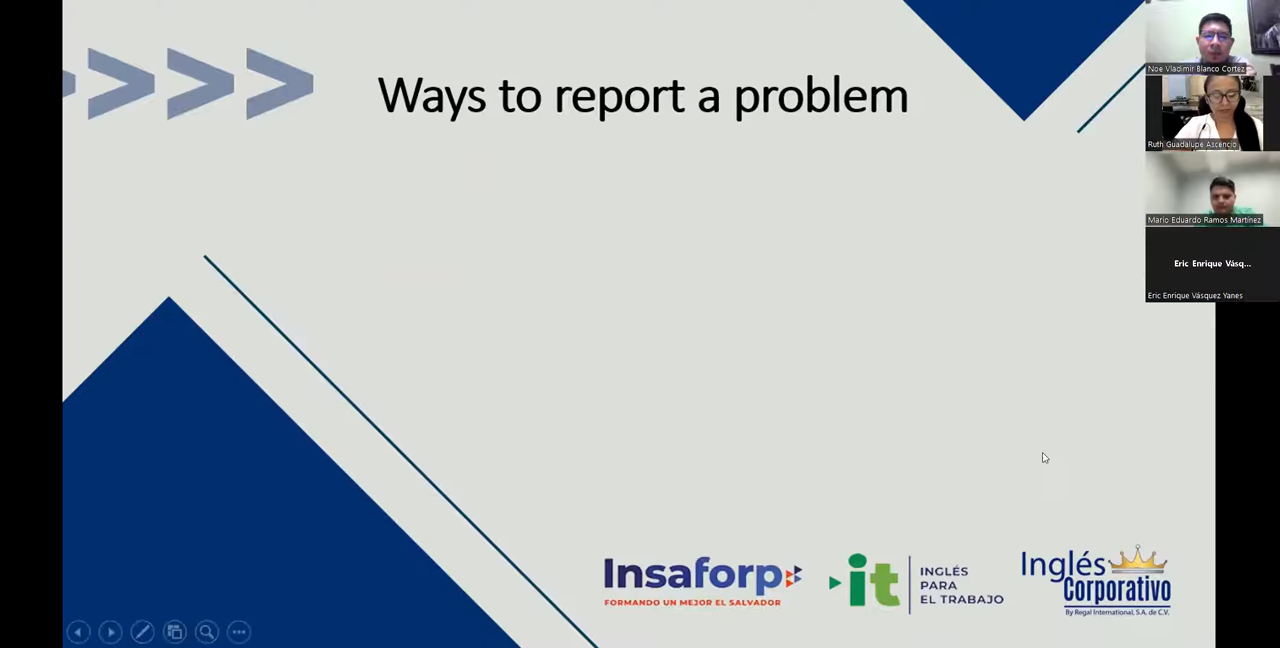 Ways to report a problem
Noe Vladimir Blanco Cortez
Ruth Guadalupe Ascencio
Mario Eduardo Ramos Martínez
Eric Enrique Vásq...
Eric Enrique Vásquez Yanes
Insaforp
FORMANDO UN MEJOR EL SALVADOR
it
INGLÉS
PARA
EL TRABAJO
Inglés
Corporativo
By Regal International, S.A. de C.V.